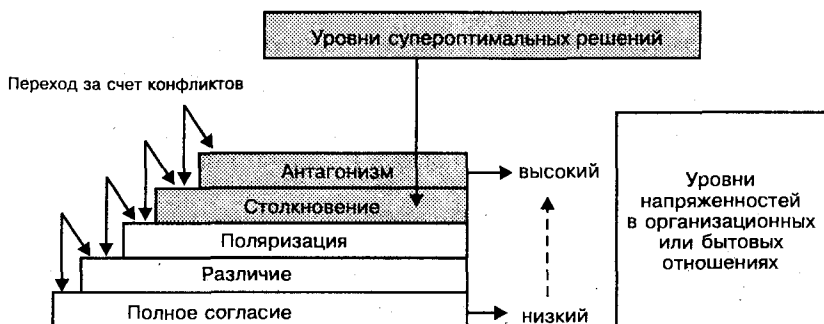 Уровни супероптимальных решений
Переход за счет конфликтов
Антагонизм
высокий
Столкновение
Поляризация
Различие
Полное согласие
низкий
Уровни
напряженностей
в организационных
или бытовых
отношениях